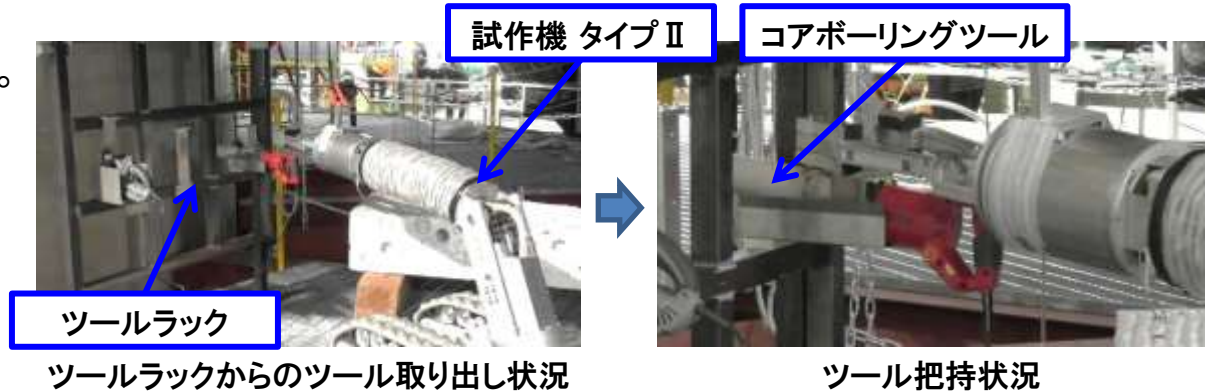 試作機 タイプⅡ
コアボーリングツール
。
ツールラック
ツールラックからのツール取り出し状況
ツール把持状況